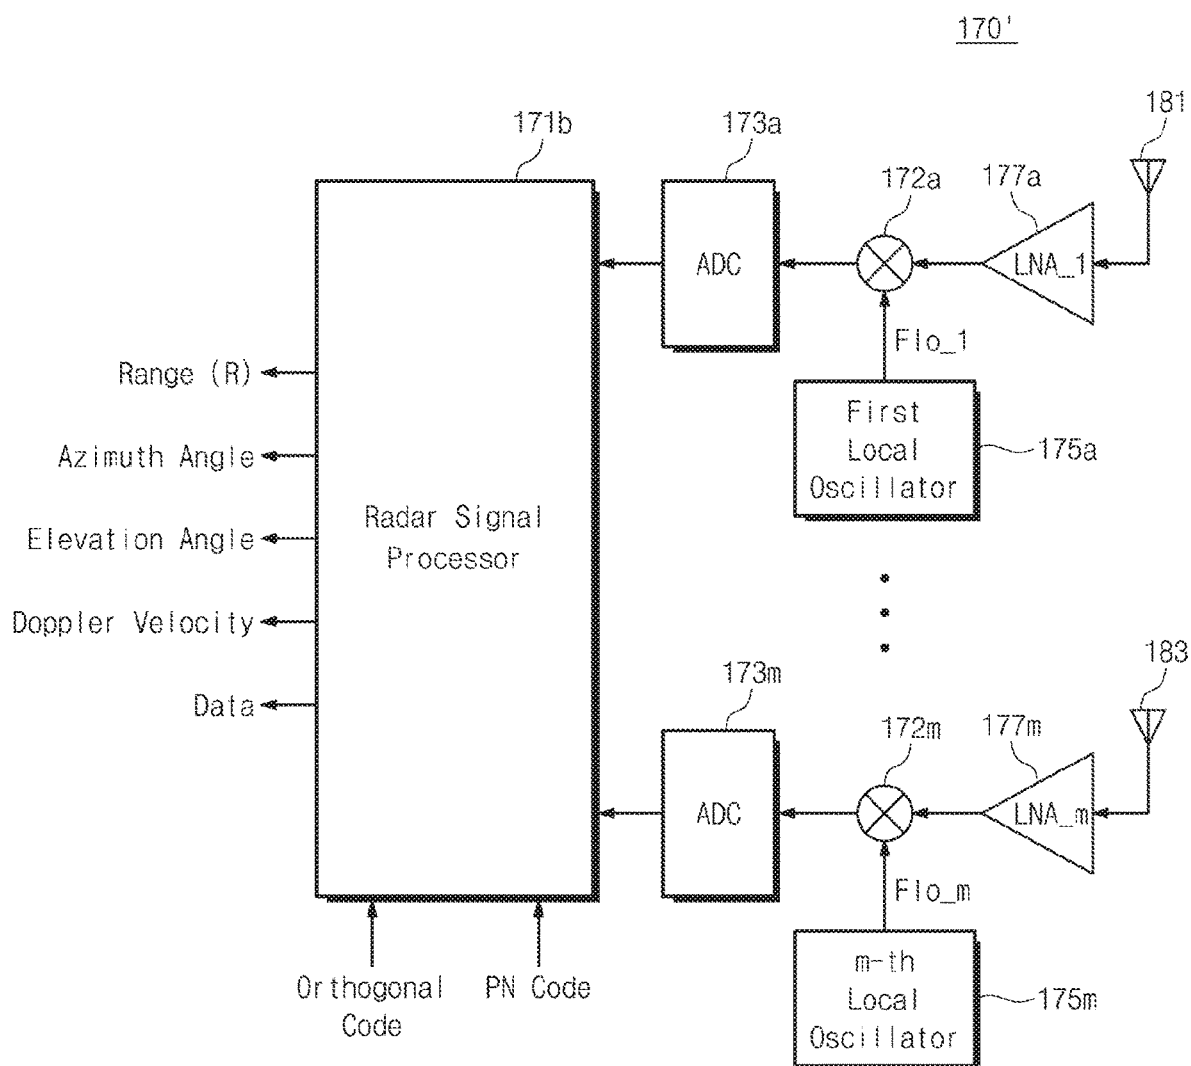 170'
181
171b
173a
172a
177a
ADC
LNA_1
Flo_1
Range (R)
First
Local
Oscillator
175a
Azimuth Angle
Radar Signal
Processor
Elevation Angle
Doppler Velocity
183
173m
Data
172m
177m
ADC
LNA_m
Flo_m
Orthogonal
Code
PN Code
m-th
Local
Oscillator
175m